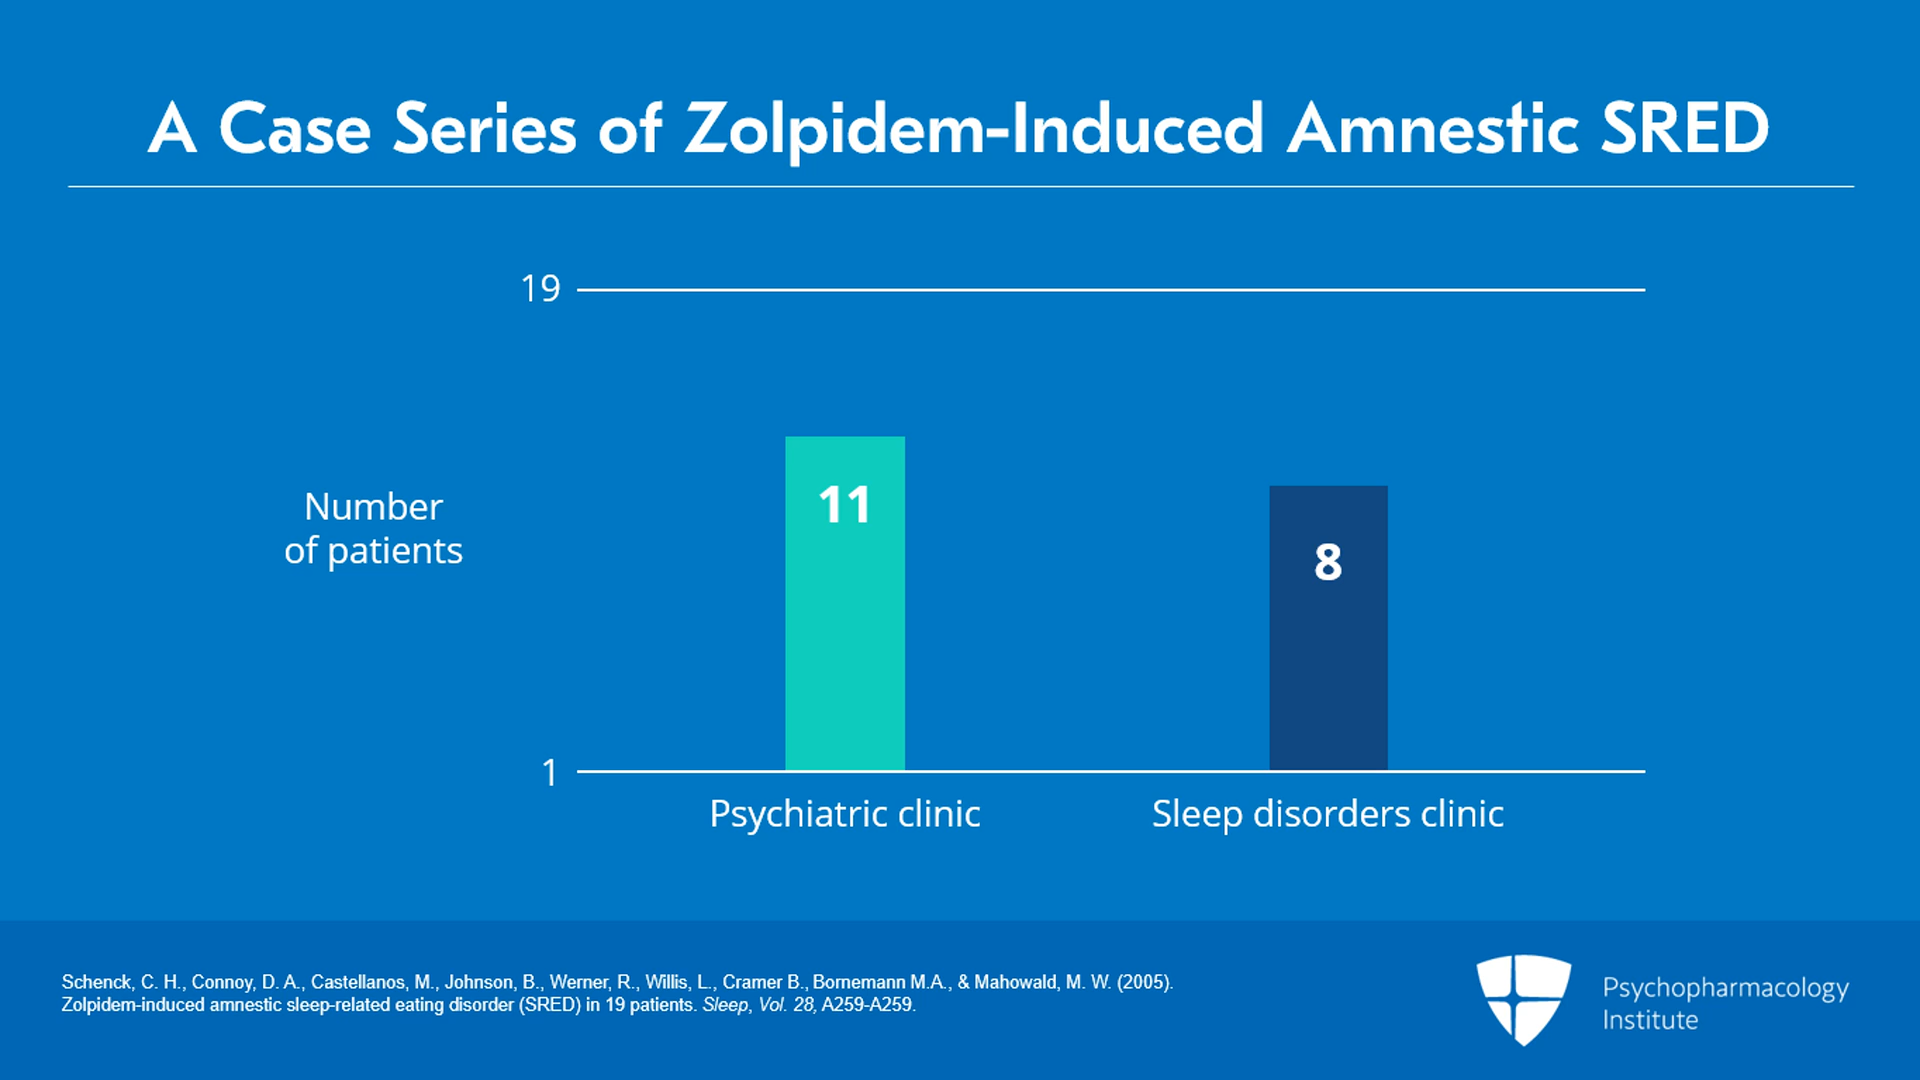 A Case Series of Zolpidem-Induced Amnestic SRED
19
Number
of patients
11
8
1
Psychiatric clinic
Sleep disorders clinic
Schenck, C. H., Connoy, D. A., Castellanos, M., Johnson, B., Werner, R., Willis, L., Cramer B., Bornemann M.A., & Mahowald, M. W. (2005).
Zolpidem-induced amnestic sleep-related eating disorder (SRED) in 19 patients. Sleep, Vol. 28, A259-A259.
Psychopharmacology
Institute